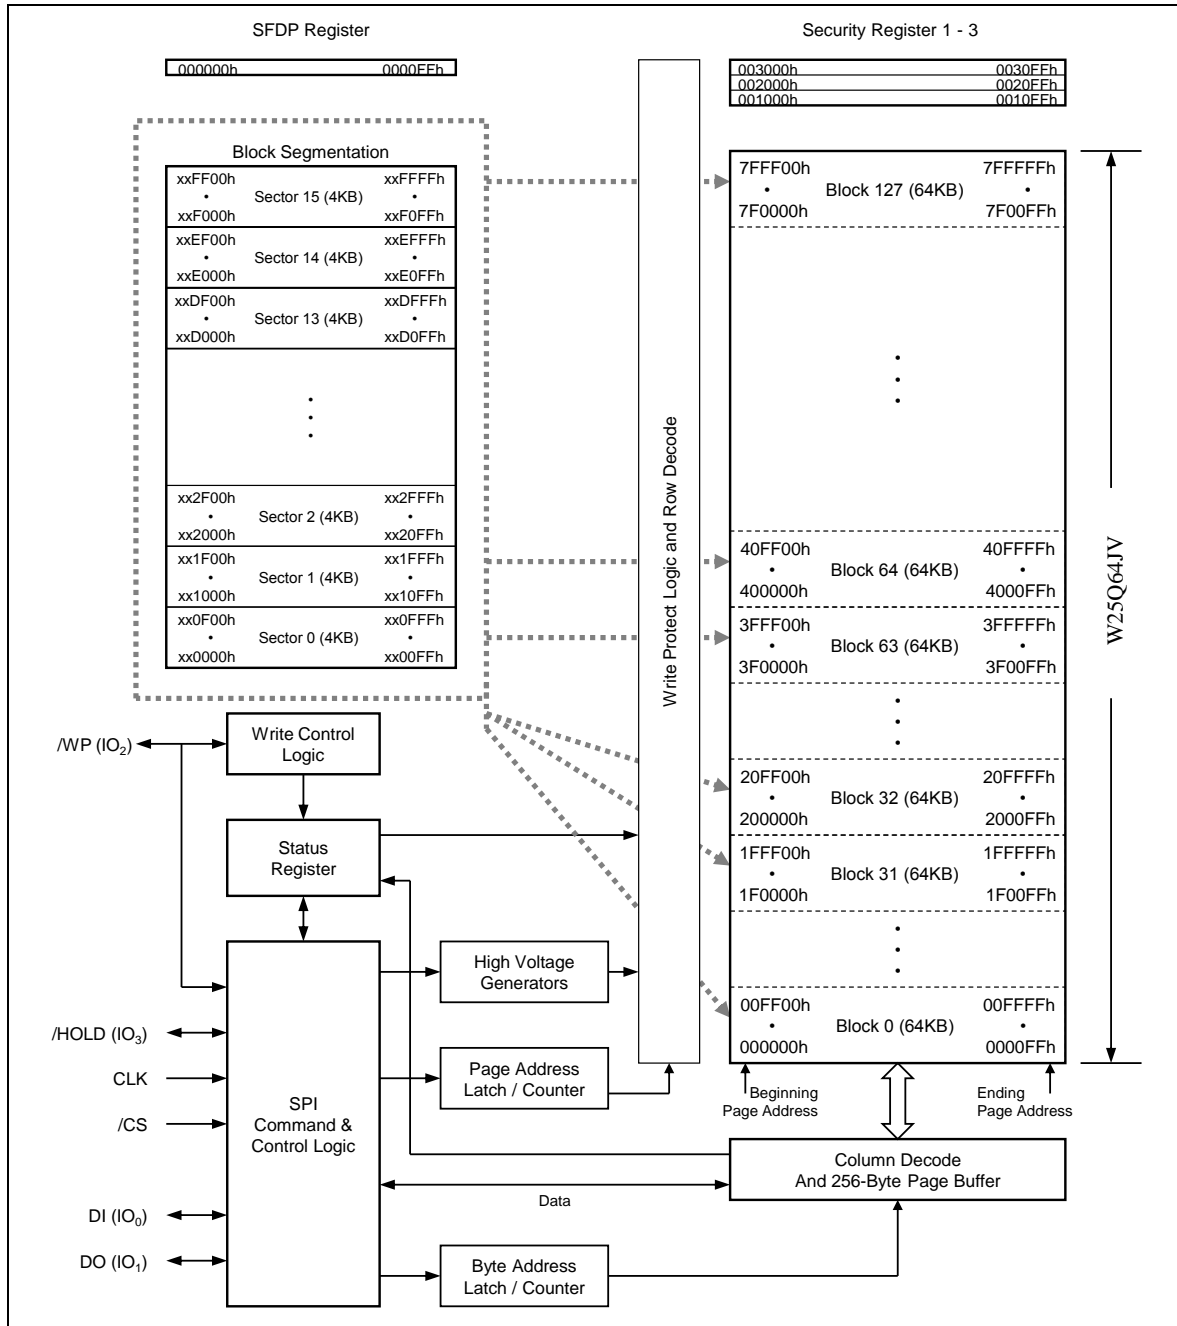 SFDP Register
000000h 0000FFh
Security Register 1 - 3
003000h 0030FFh
002000h 0020FFh
001000h 0010FFh
Block Segmentation
xxFF00h xxFFFFh
• Sector 15 (4KB) •
xxF000h xxF0FFh
xxEF00h xxEFFFh
• Sector 14 (4KB) •
xxE000h xxE0FFh
xxDF00h xxDFFFh
• Sector 13 (4KB) •
xxD000h xxD0FFh
xx2F00h xx2FFFh
• Sector 2 (4KB) •
xx2000h xx20FFh
xx1F00h xx1FFFh
• Sector 1 (4KB) •
xx1000h xx10FFh
xx0F00h xx0FFFh
• Sector 0 (4KB) •
xx0000h xx00FFh
Write Protect Logic and Row Decode
7FFF00h 7FFFFFh
• Block 127 (64KB) •
7F0000h 7F00FFh
40FF00h 40FFFFh
• Block 64 (64KB) •
400000h 4000FFh
3FFF00h 3FFFFFh
• Block 63 (64KB) •
3F0000h 3F00FFh
20FF00h 20FFFFh
• Block 32 (64KB) •
200000h 2000FFh
1FFF00h 1FFFFFh
• Block 31 (64KB) •
1F0000h 1F00FFh
00FF00h 00FFFFh
• Block 0 (64KB) •
000000h 0000FFh
W25Q64JV
Beginning
Page Address
Ending
Page Address
/WP (IO₂)
Write Control
Logic
Status
Register
High Voltage
Generators
/HOLD (IO₃)
CLK
/CS
DI (IO₀)
DO (IO₁)
SPI
Command &
Control Logic
Page Address
Latch / Counter
Column Decode
And 256-Byte Page Buffer
Data
Byte Address
Latch / Counter